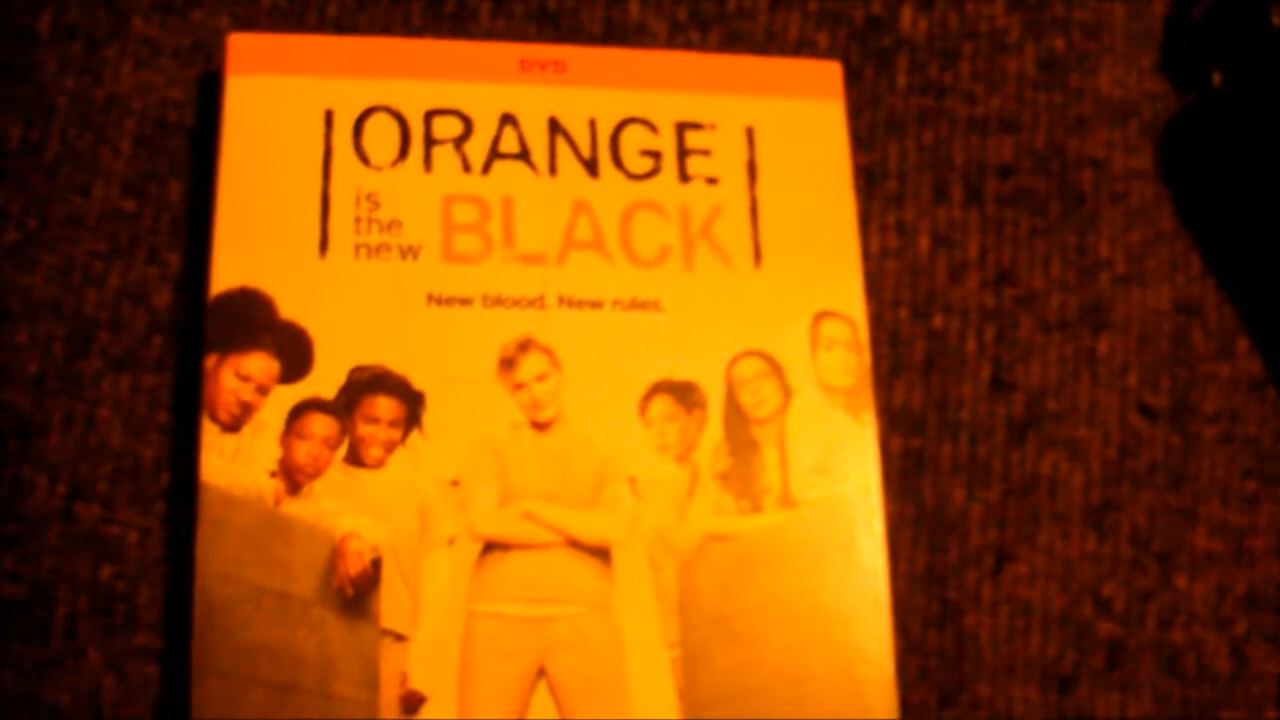 DVD
ORANGE
is
the
new BLACK
New blood. New rules.